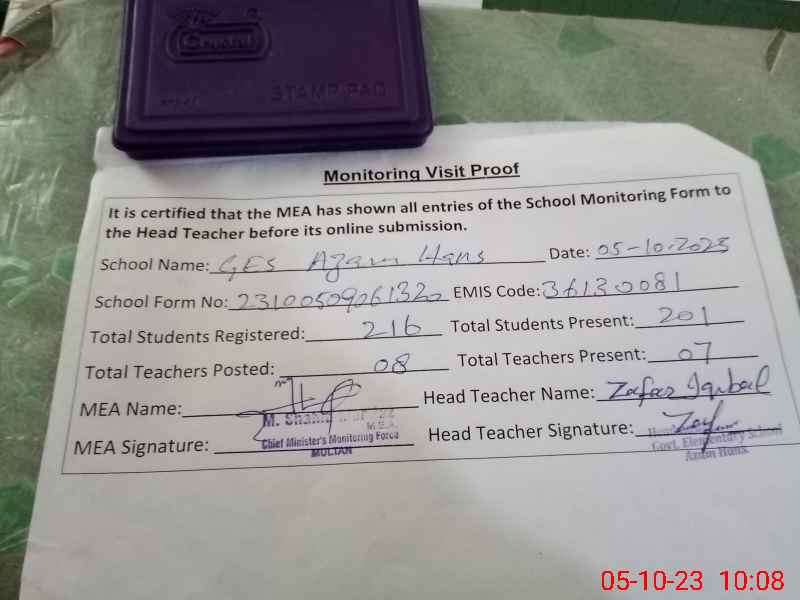 STAMP PAD
Monitoring Visit Proof
It is certified that the MEA has shown all entries of the School Monitoring Form to
the Head Teacher before its online submission.
School Name: GES Azam Hans Date: 05-10-2023
School Form No: EMIS Code: 36130081
Total Students Registered: 216 Total Students Present: 201
Total Teachers Posted: 08 Total Teachers Present: 07
MEA Name: Head Teacher Name: Zafar Iqbal
M.
M.E.A.
MEA Signature: Head Teacher Signature:
Chief Minister's Monitoring Force
MULTAN
Govt. Elementary School
Azam Hans.
05-10-23 10:08